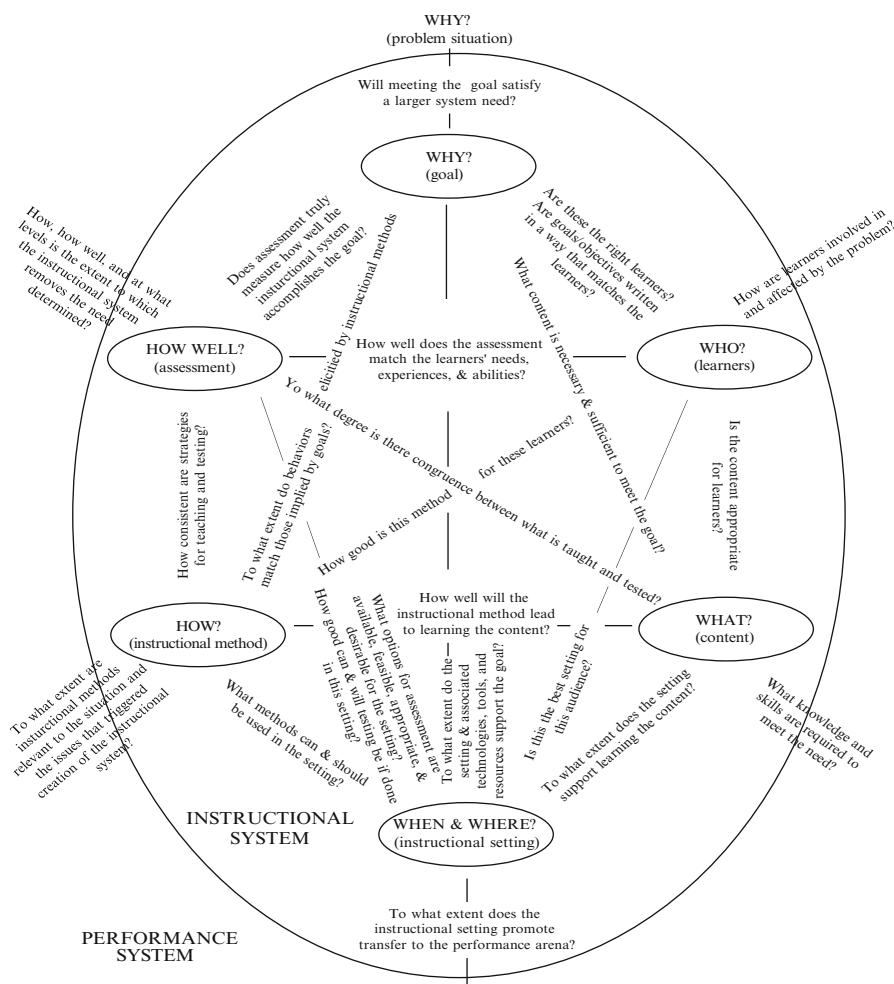 WHY?
(problem situation)
Will meeting the goal satisfy
a larger system need?
WHY?
(goal)
How, how well, and at what
levels is the extent to which
the instructional system
removes the need
determined?
Does assessment truly
measure how well the
insturctional system
accomplishes the goal?
Are these the right learners?
Are goals/objectives written
in a way that matches the
learners?
How are learners involved in
and affected by the problem?
HOW WELL?
(assessment)
How well does the assessment
match the learners' needs,
experiences, & abilities?
WHO?
(learners)
elicitied by instructional methods
To what extent do behaviors
match those implied by goals?
What content is necessary & sufficient to meet the goal?
Yo what degree is there congruence between what is taught and tested?
How consistent are strategies
for teaching and testing?
How good is this method
for these learners?
Is the content appropriate
for learners?
HOW?
(instructional method)
How well will the
instructional method lead
to learning the content?
WHAT?
(content)
To what extent are
insturctional methods
relevant to the situation and
the issues that triggered
creation of the instructional
system?
What methods can & should
be used in the setting?
How good can & will testing be if done
in this setting?
What options for assessment are
available, feasible, appropriate, &
desirable for the setting?
To what extent do the
setting & associated
technologies, tools, and
resources support the goal?
Is this the best setting for
this audience?
To what extent does the setting
support learning the content?
What knowledge and
skills are required to
meet the need?
INSTRUCTIONAL
SYSTEM
WHEN & WHERE?
(instructional setting)
To what extent does the
instructional setting promote
transfer to the performance arena?
PERFORMANCE
SYSTEM